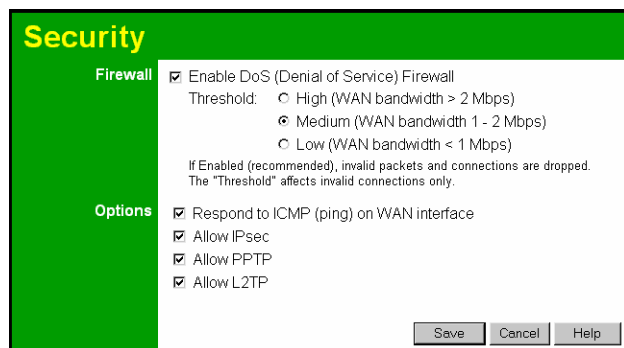 Security
Firewall
Enable DoS (Denial of Service) Firewall
Threshold: High (WAN bandwidth > 2 Mbps)
Medium (WAN bandwidth 1 - 2 Mbps)
Low (WAN bandwidth < 1 Mbps)
If Enabled (recommended), invalid packets and connections are dropped.
The "Threshold" affects invalid connections only.
Options
Respond to ICMP (ping) on WAN interface
Allow IPsec
Allow PPTP
Allow L2TP
Save Cancel Help